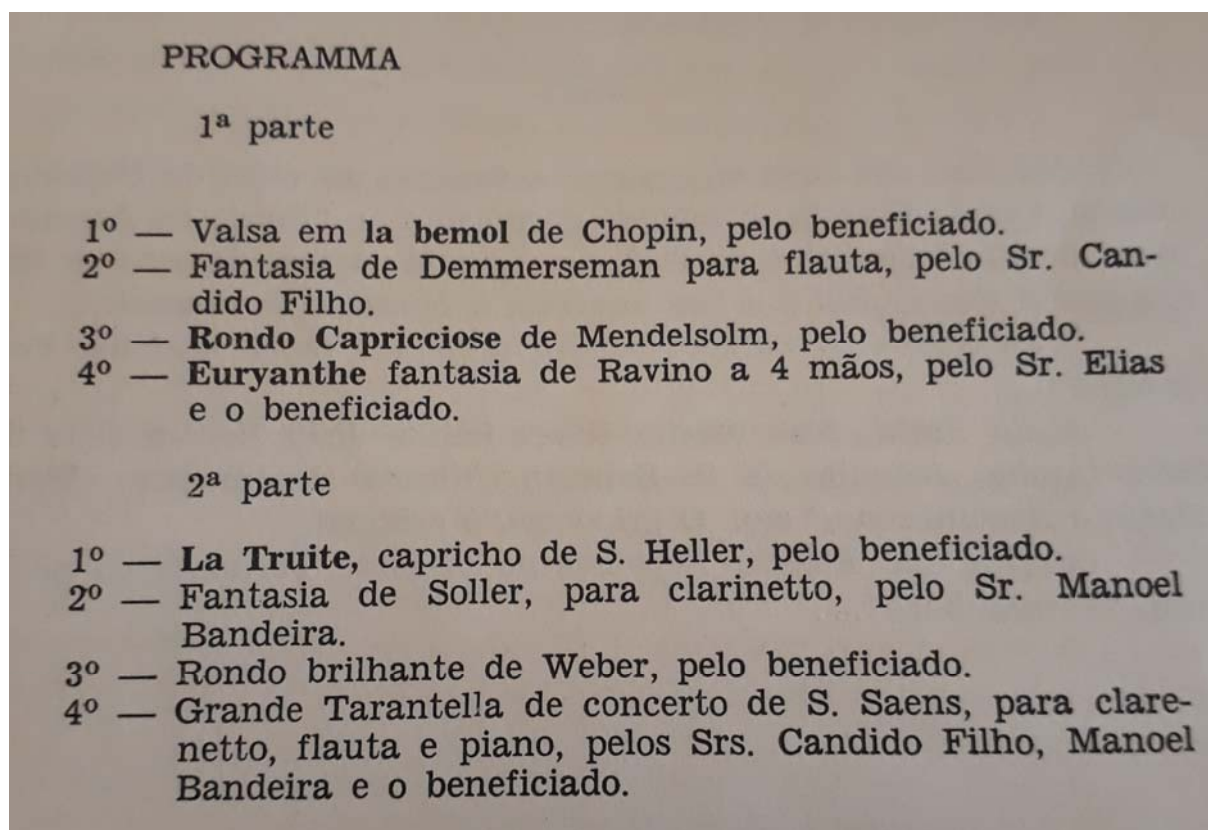 PROGRAMMA
1ª parte
1º — Valsa em la bemol de Chopin, pelo beneficiado.
2º — Fantasia de Demmerseman para flauta, pelo Sr. Can-
dido Filho.
3º — Rondo Capricciose de Mendelsolm, pelo beneficiado.
4º — Euryanthe fantasia de Ravino a 4 mãos, pelo Sr. Elias
e o beneficiado.
2ª parte
1º — La Truite, capricho de S. Heller, pelo beneficiado.
2º — Fantasia de Soller, para clarinetto, pelo Sr. Manoel
Bandeira.
3º — Rondo brilhante de Weber, pelo beneficiado.
4º — Grande Tarantella de concerto de S. Saens, para clare-
netto, flauta e piano, pelos Srs. Candido Filho, Manoel
Bandeira e o beneficiado.